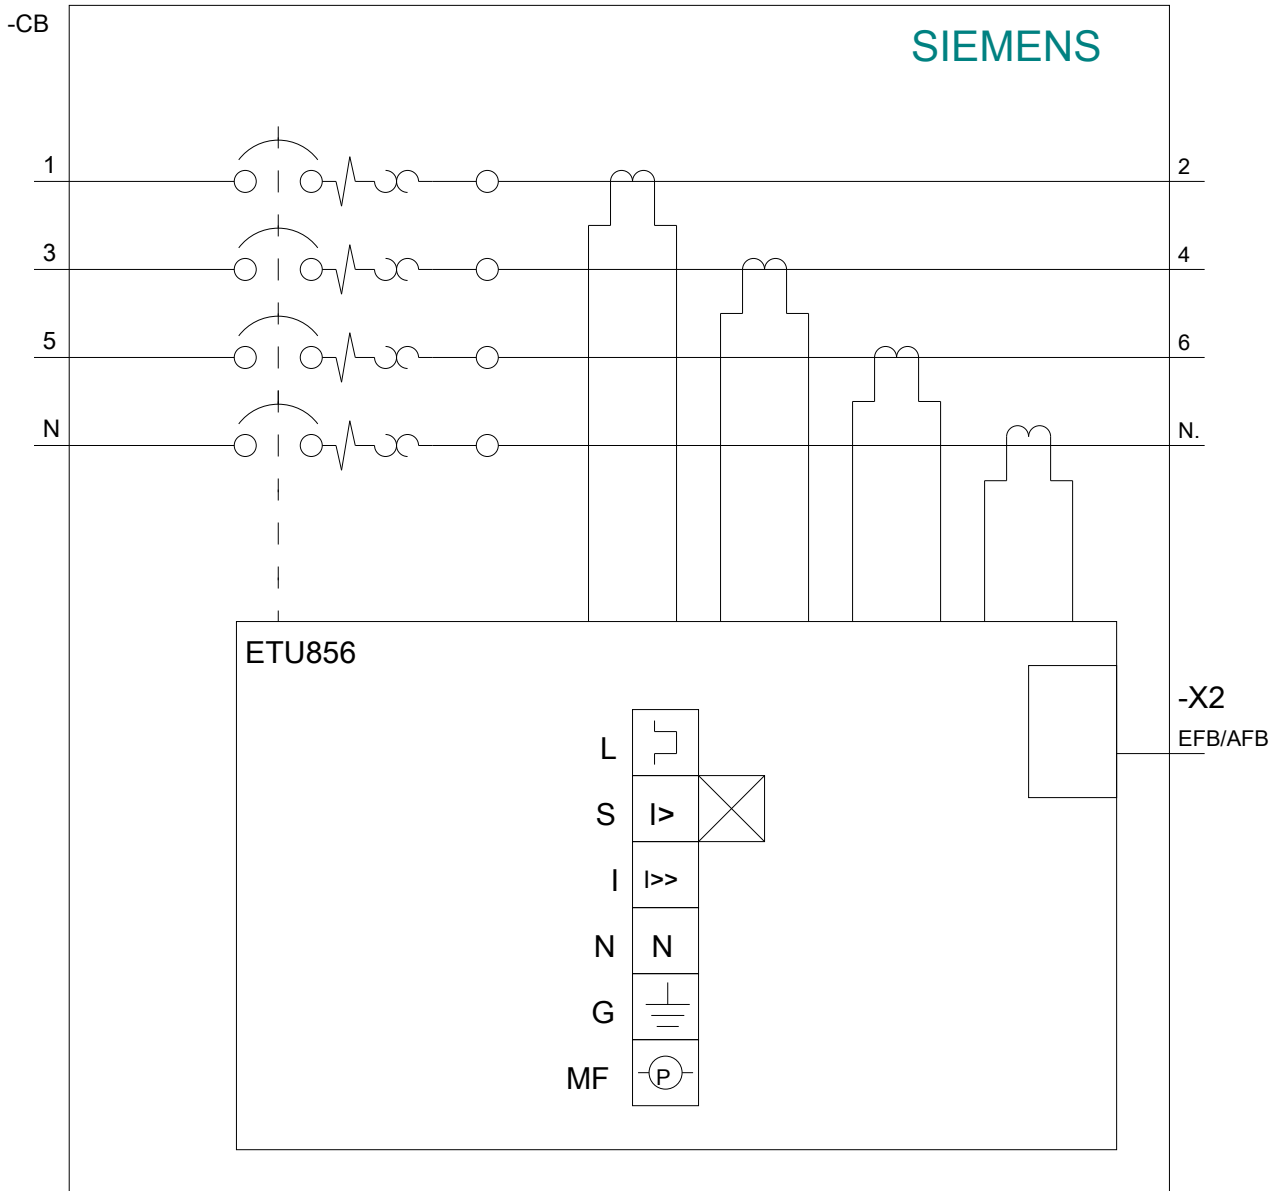 -CB
SIEMENS
1 2
3 4
5 6
N N.
ETU856
-X2
EFB/AFB
L
S I>
I I>>
N N
G
MF P